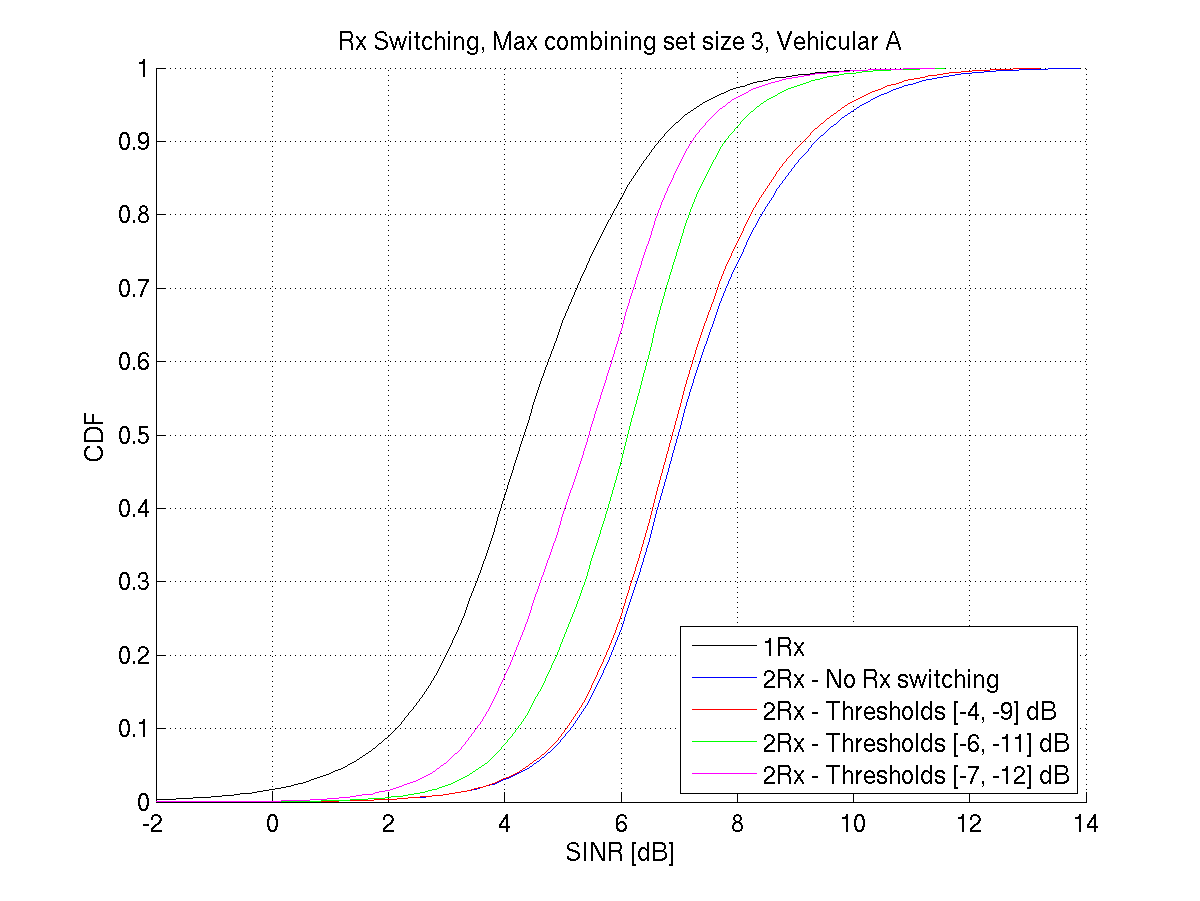 Rx Switching, Max combining set size 3, Vehicular A
1
0.9
0.8
0.7
0.6
0.5
0.4
0.3
0.2
0.1
0
CDF
1Rx
2Rx - No Rx switching
2Rx - Thresholds [-4, -9] dB
2Rx - Thresholds [-6, -11] dB
2Rx - Thresholds [-7, -12] dB
-2 0 2 4 6 8 10 12 14
SINR [dB]